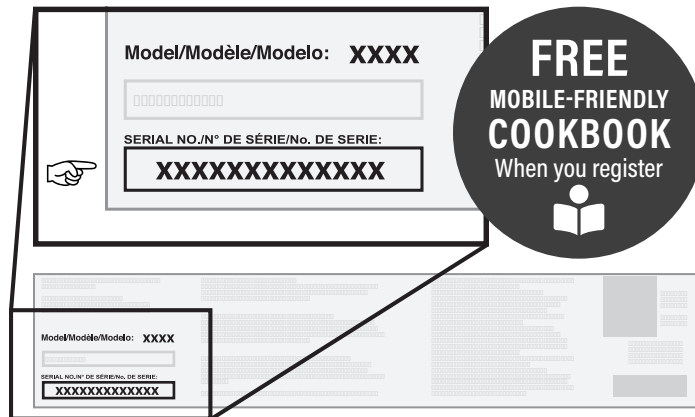 Model/Modèle/Modelo: XXXX
SERIAL NO./N° DE SÉRIE/No. DE SERIE:
XXXXXXXXXXXXX
FREE
MOBILE-FRIENDLY
COOKBOOK
When you register
Model/Modèle/Modelo: XXXX
SERIAL NO./N° DE SÉRIE/No. DE SERIE:
XXXXXXXXXXXXX